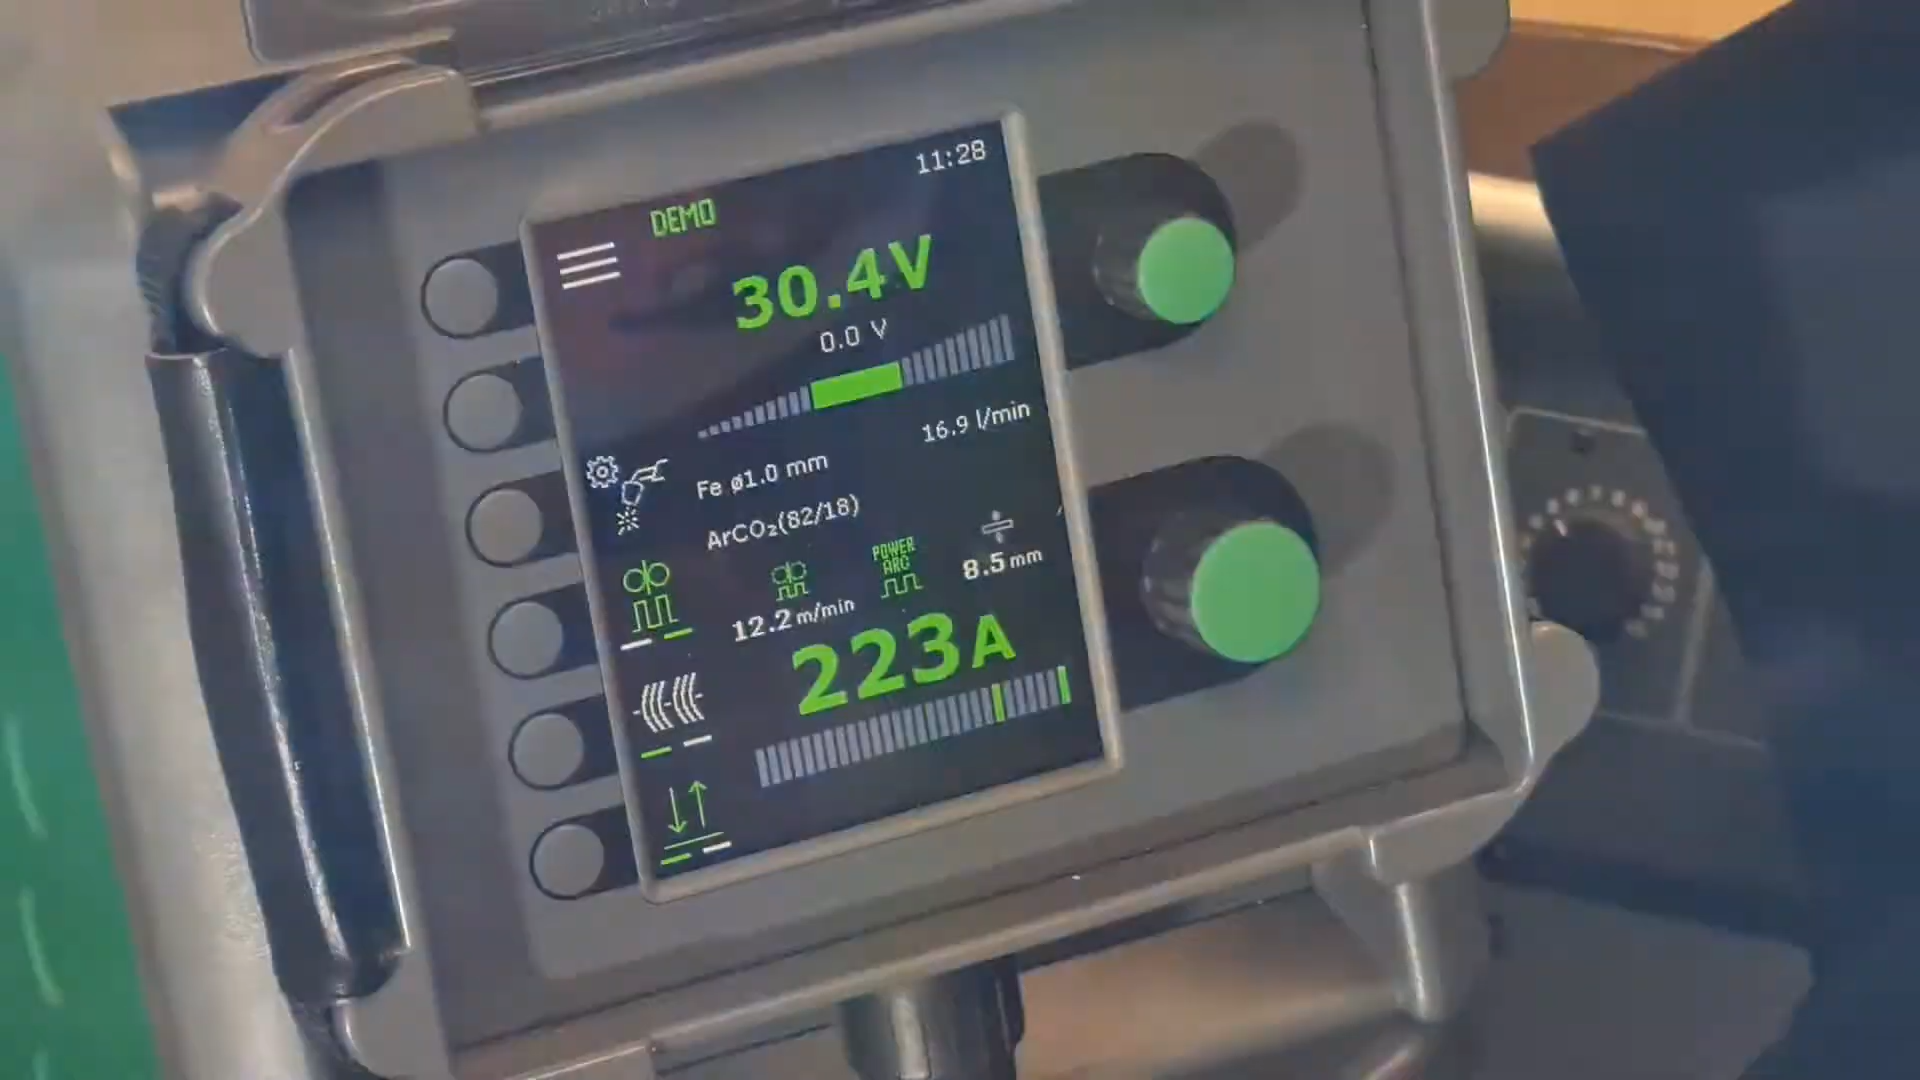 11:28
DEMO
30.4V
0.0 V
16.9 l/min
Fe ø1.0 mm
ArCO₂(82/18)
POWER
ARC
8.5 mm
12.2 m/min
223A